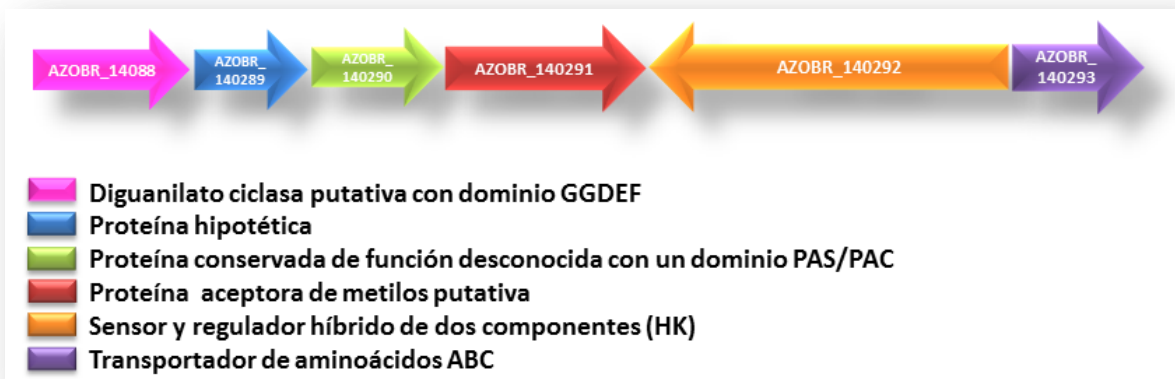 AZOBR_14088
AZOBR_
140289
AZOBR_
140290
AZOBR_140291
AZOBR_140292
AZOBR_
140293
Diguanilato ciclasa putativa con dominio GGDEF
Proteína hipotética
Proteína conservada de función desconocida con un dominio PAS/PAC
Proteína aceptora de metilos putativa
Sensor y regulador híbrido de dos componentes (HK)
Transportador de aminoácidos ABC